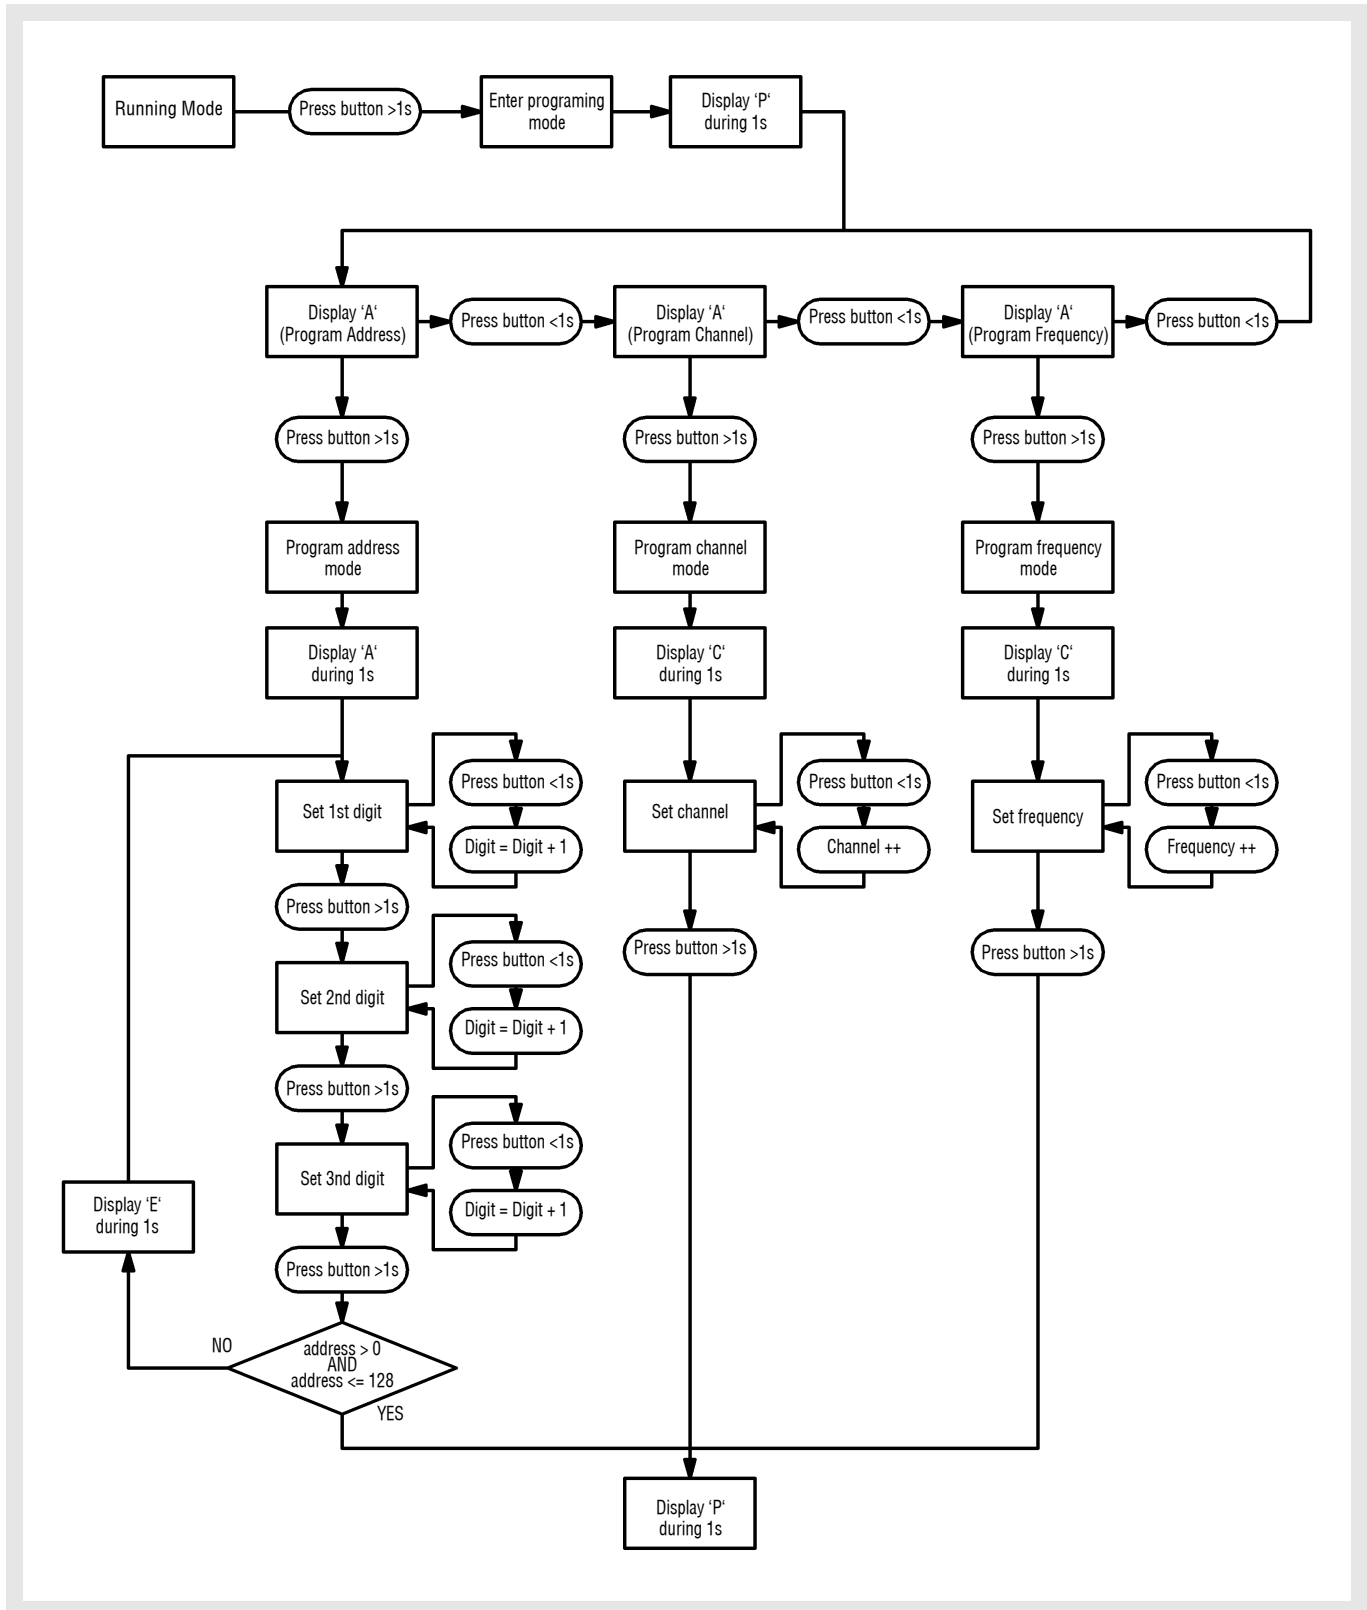 Running Mode
Press button >1s
Enter programing
mode
Display ‘P‘
during 1s
Display ‘A‘
(Program Address)
Press button <1s
Display ‘A‘
(Program Channel)
Press button <1s
Display ‘A‘
(Program Frequency)
Press button <1s
Press button >1s
Press button >1s
Press button >1s
Program address
mode
Program channel
mode
Program frequency
mode
Display ‘A‘
during 1s
Display ‘C‘
during 1s
Display ‘C‘
during 1s
Set 1st digit
Press button <1s
Digit = Digit + 1
Set channel
Press button <1s
Channel ++
Set frequency
Press button <1s
Frequency ++
Press button >1s
Press button >1s
Press button >1s
Set 2nd digit
Press button <1s
Digit = Digit + 1
Press button >1s
Set 3nd digit
Press button <1s
Digit = Digit + 1
Display ‘E‘
during 1s
Press button >1s
NO
address > 0
AND
address <= 128
YES
Display ‘P‘
during 1s